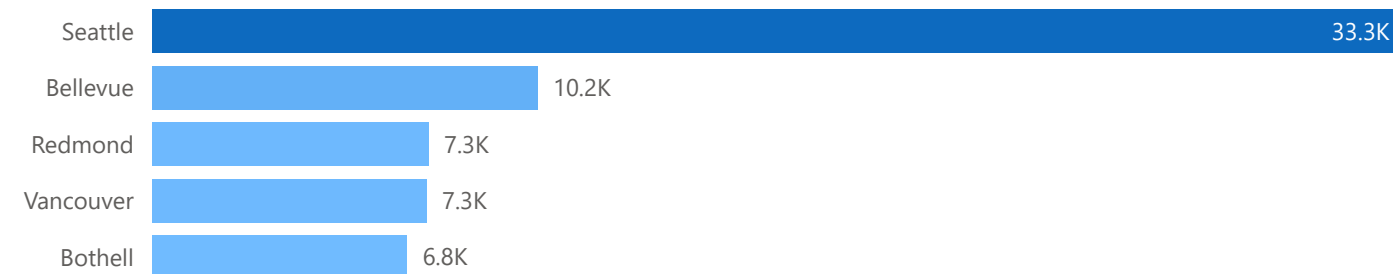 Seattle 33.3K
Bellevue 10.2K
Redmond 7.3K
Vancouver 7.3K
Bothell 6.8K